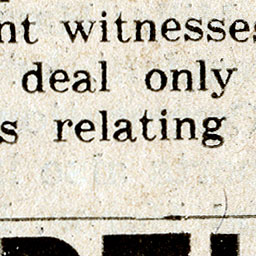 nt witnesses
deal only
s relating